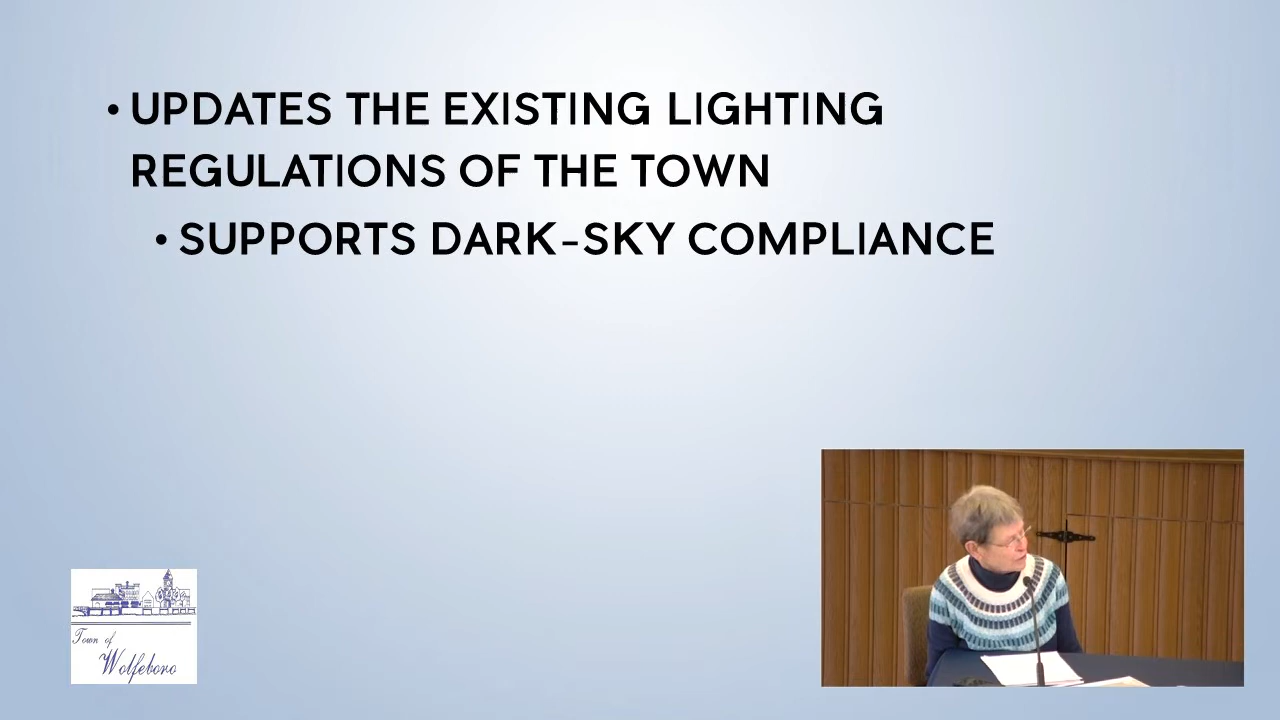 • UPDATES THE EXISTING LIGHTING
REGULATIONS OF THE TOWN
• SUPPORTS DARK-SKY COMPLIANCE
Town of
Wolfeboro